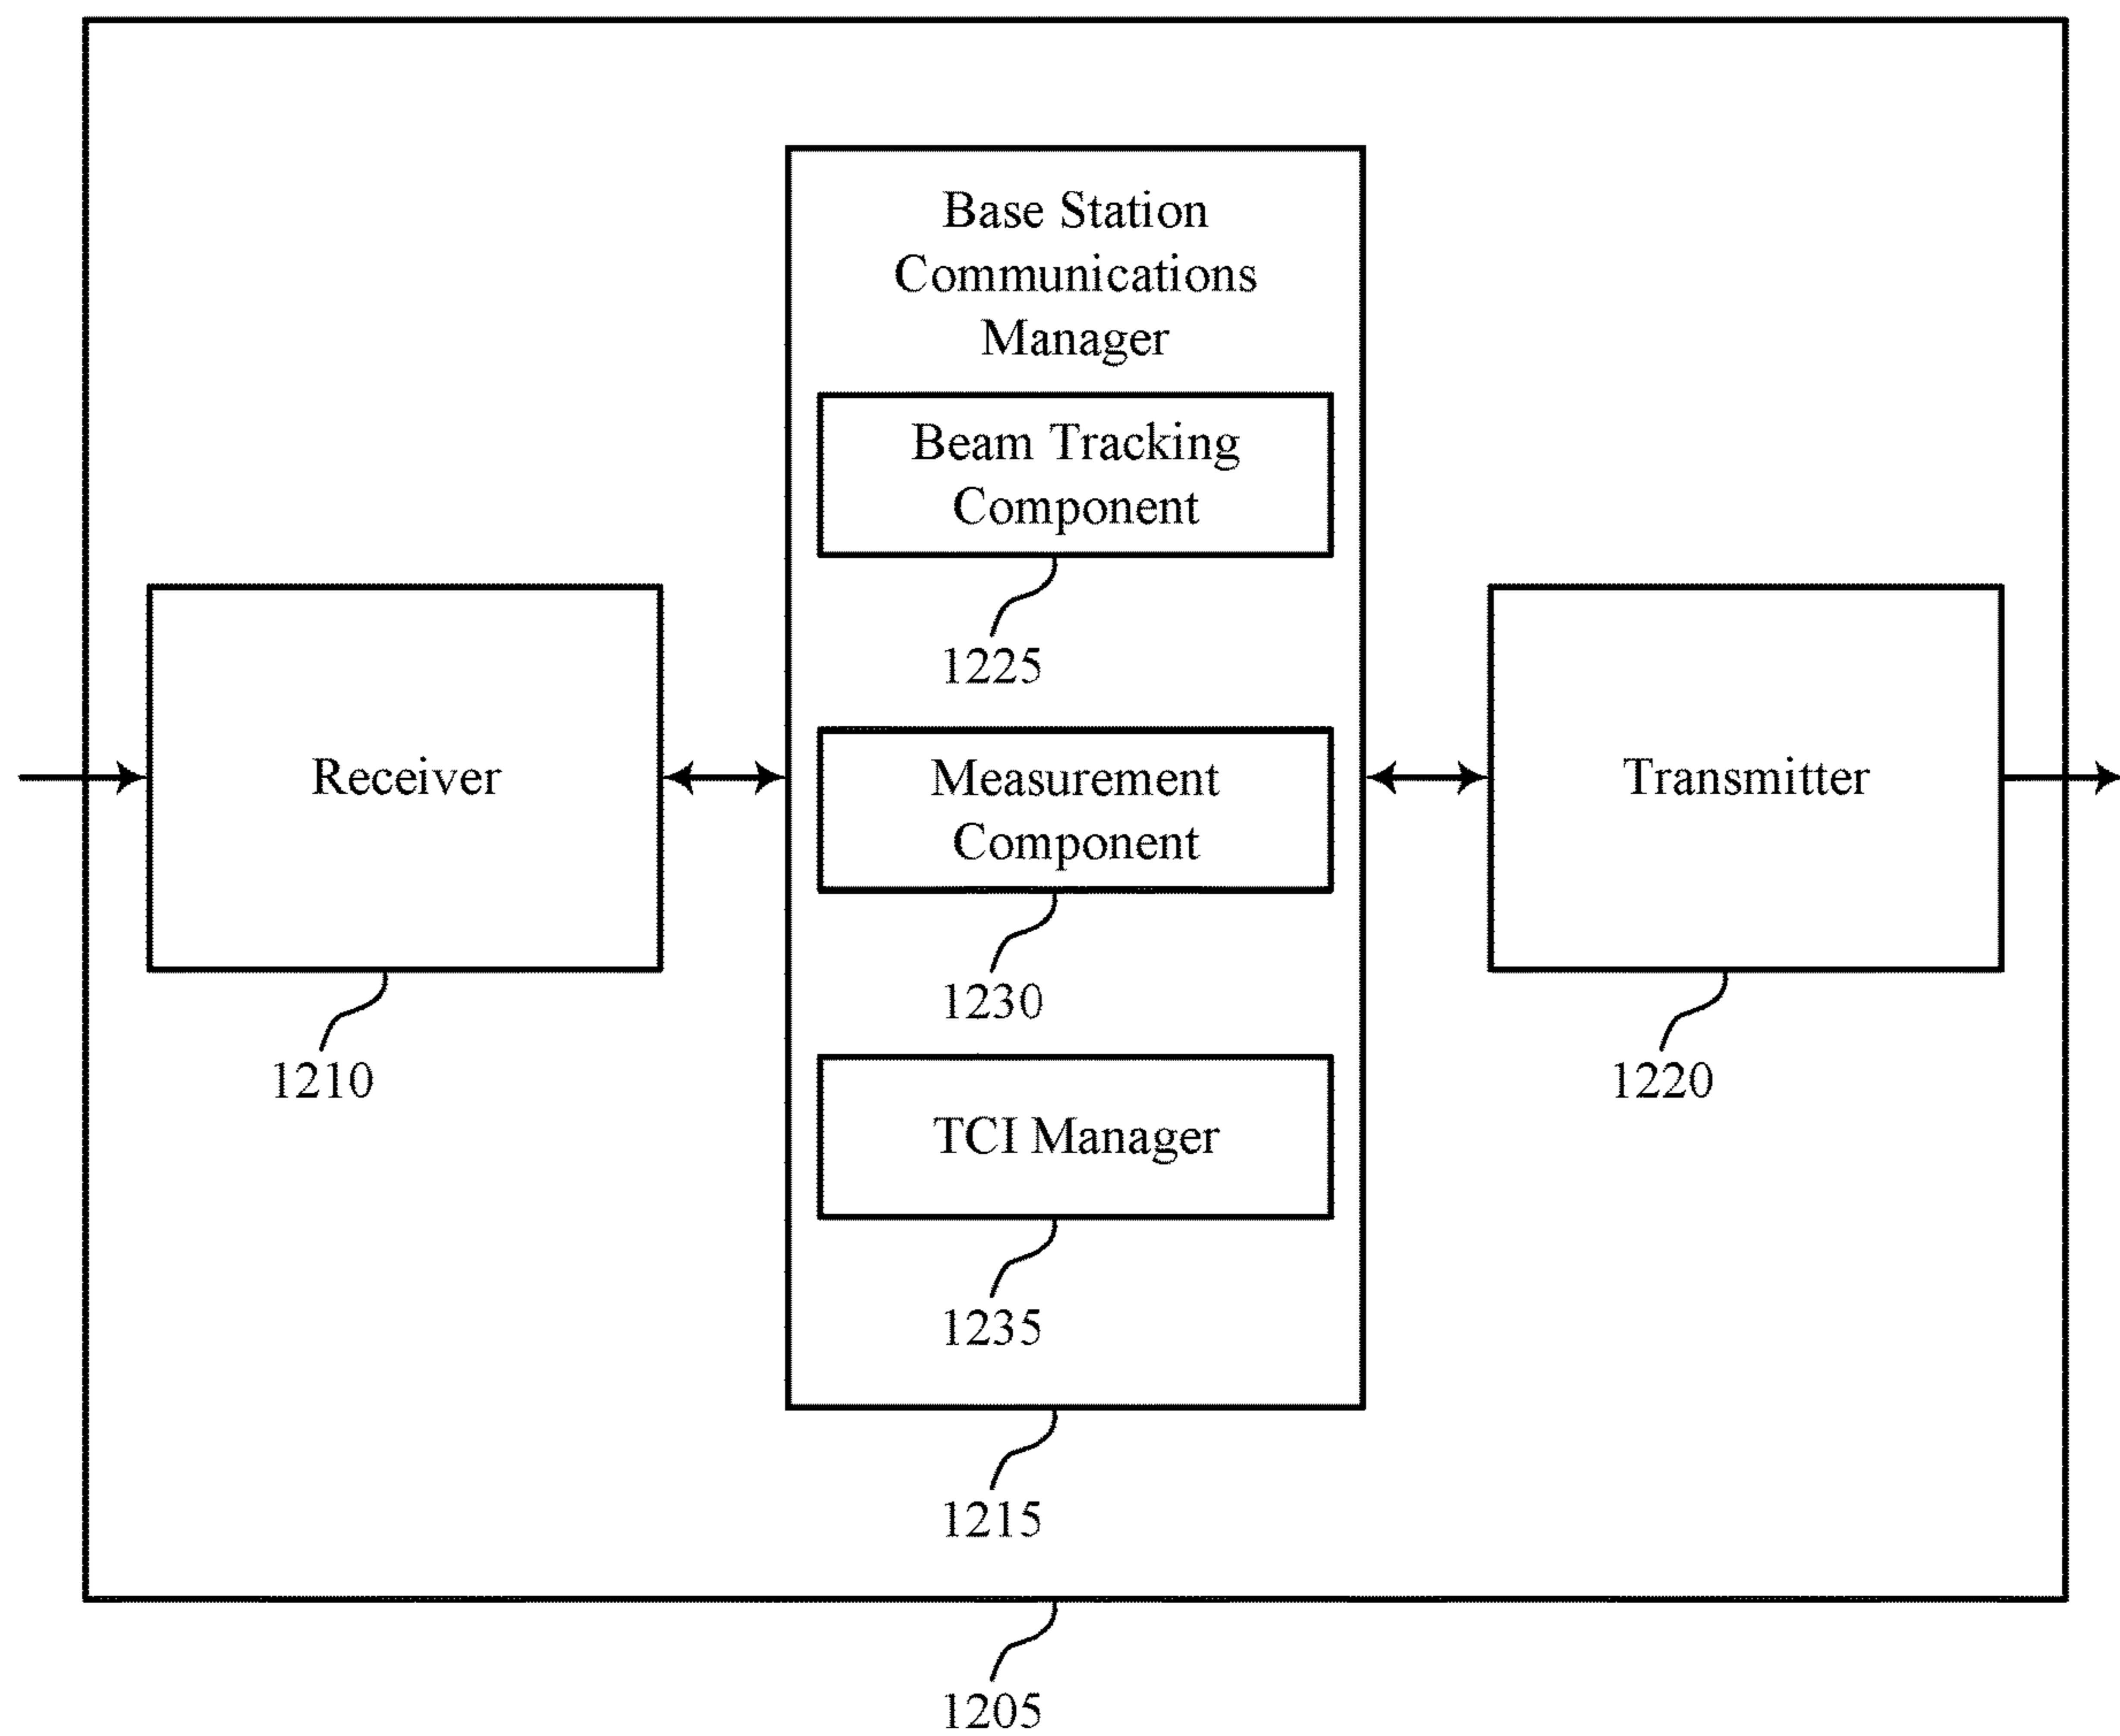 Base Station
Communications
Manager
Beam Tracking
Component
1225
Receiver
1210
Measurement
Component
1230
Transmitter
1220
TCI Manager
1235
1215
1205